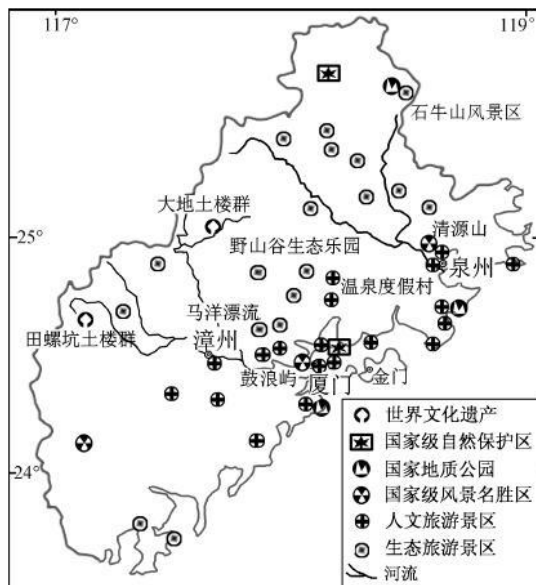 117°
119°
石牛山风景区
大地土楼群
25°
清源山
野山谷生态乐园
泉州
温泉度假村
马洋漂流
田螺坑土楼群
漳州
鼓浪屿
厦门
金门
24°
世界文化遗产
国家级自然保护区
国家地质公园
国家级风景名胜区
人文旅游景区
生态旅游景区
河流